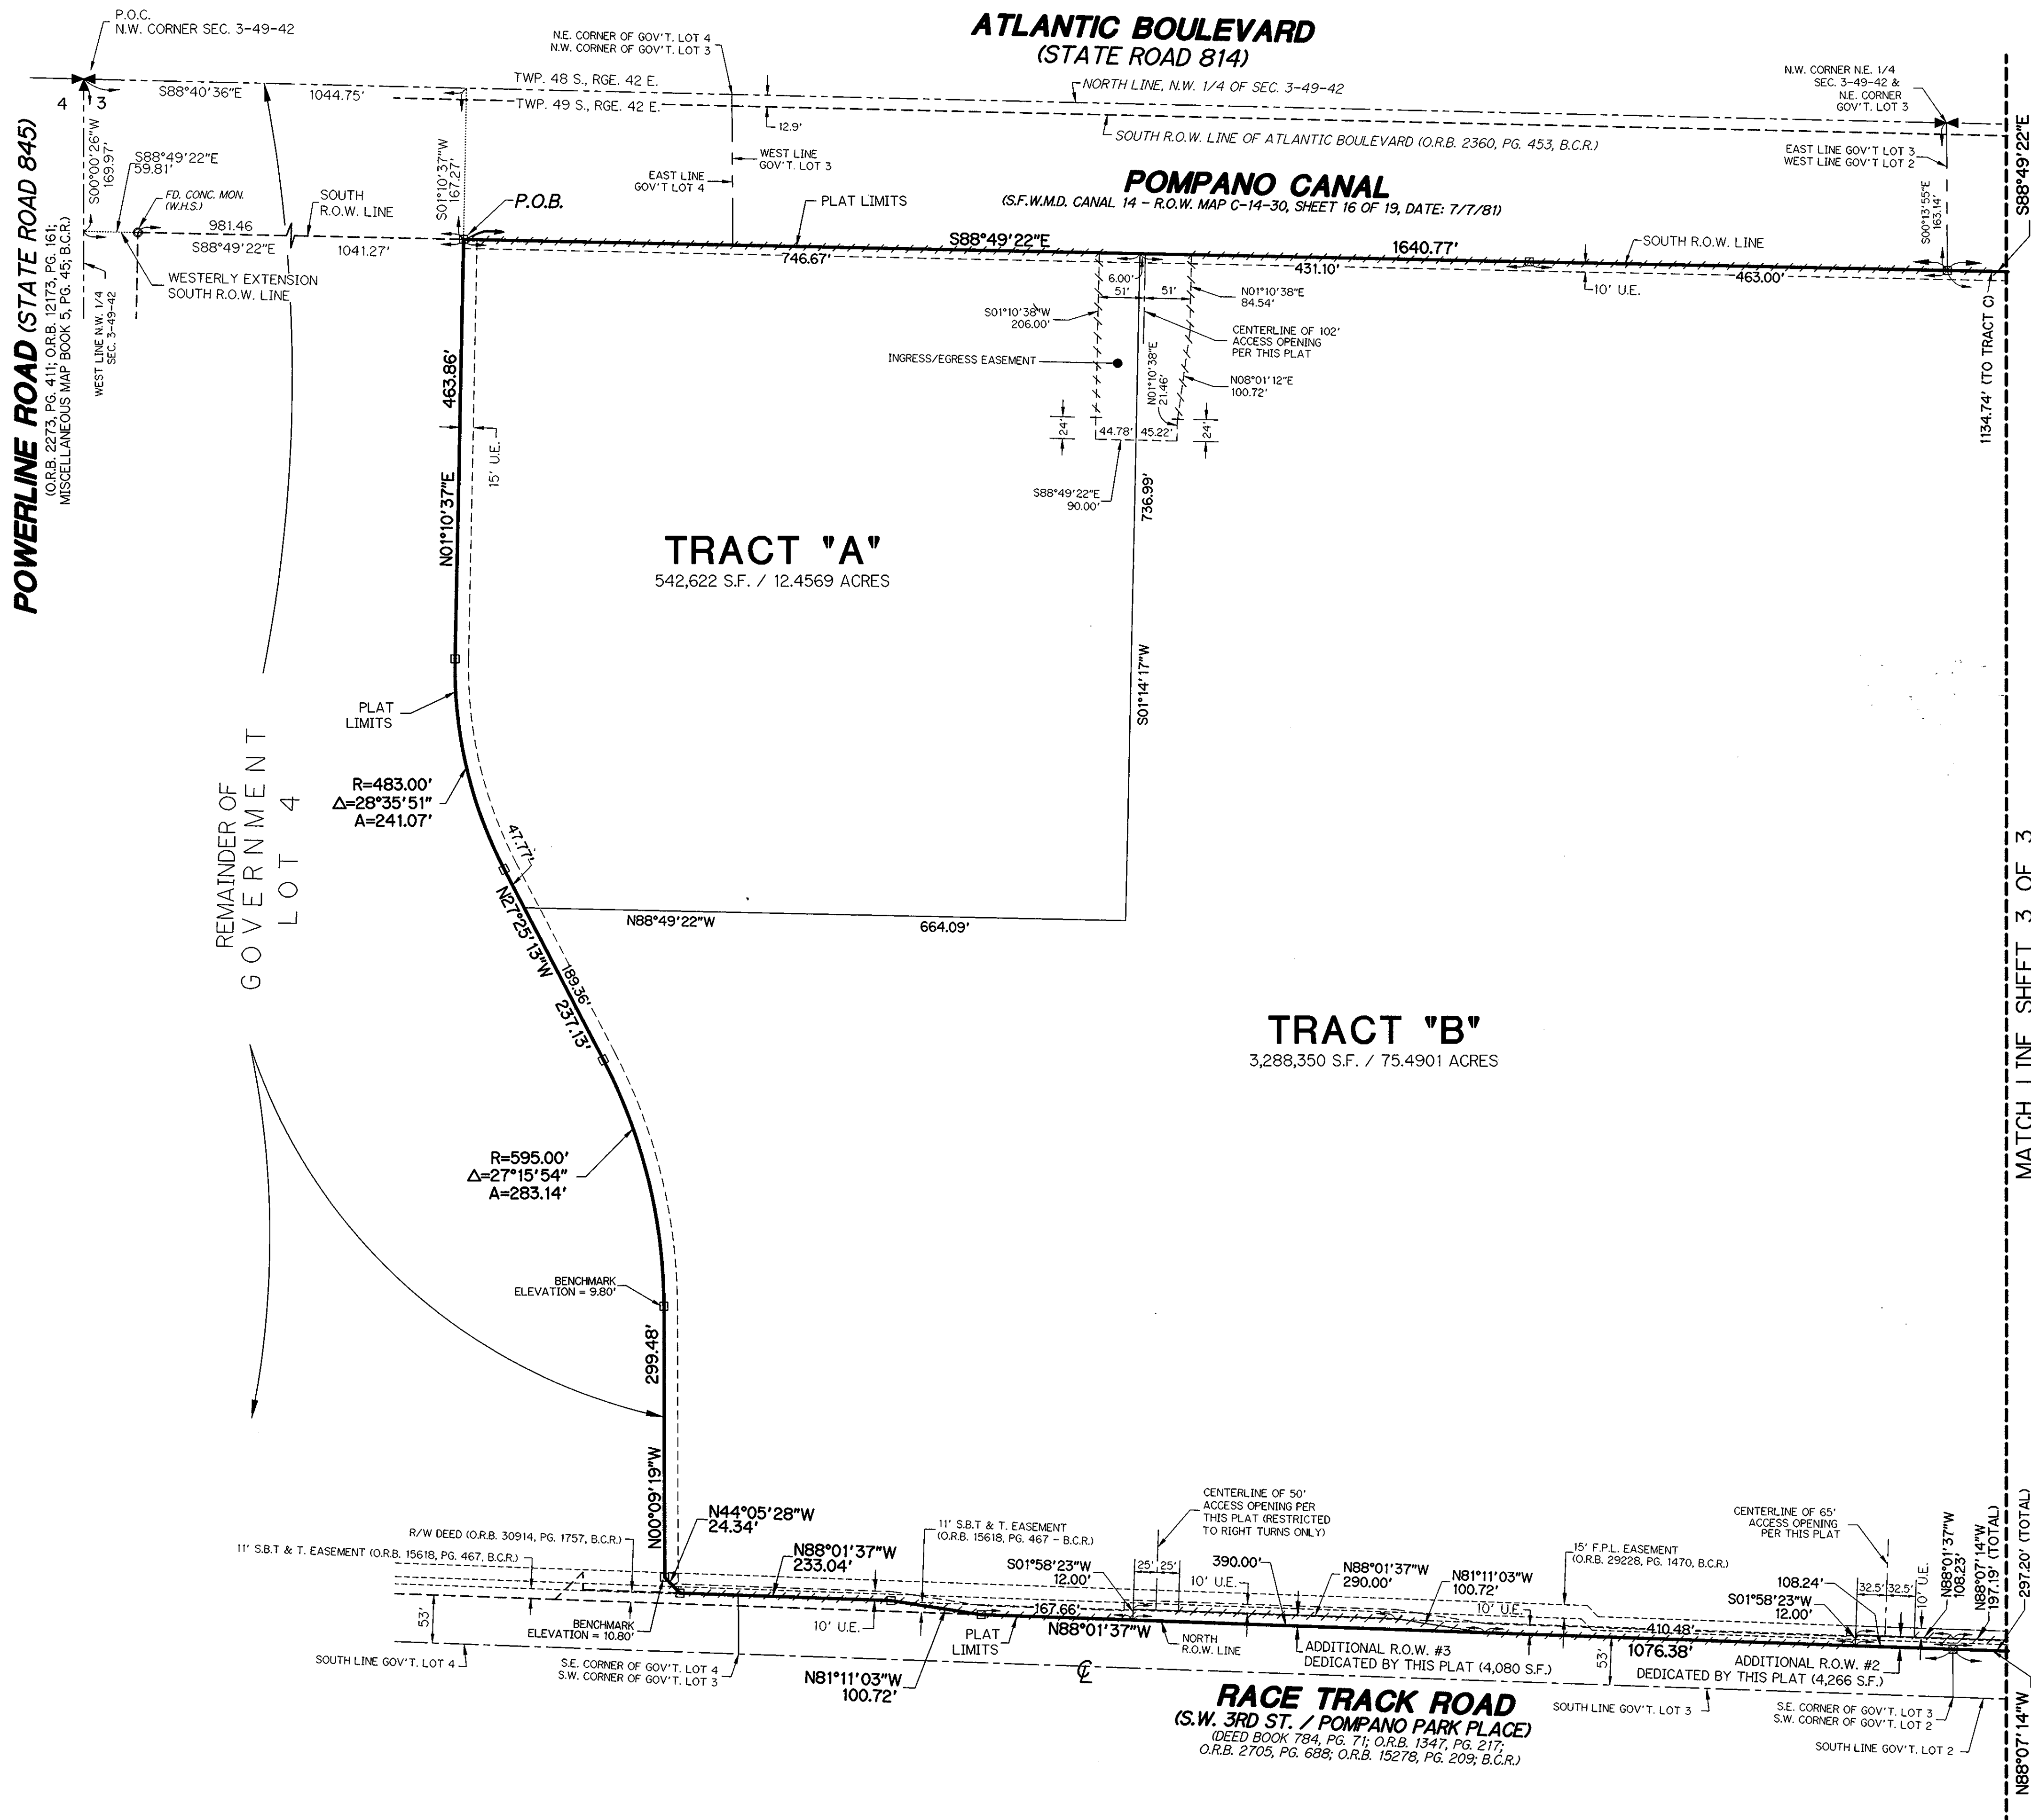 P.O.C.
N.W. CORNER SEC. 3-49-42
4
3
S88°40'36"E
1044.75'
TWP. 48 S., RGE. 42 E.
TWP. 49 S., RGE. 42 E.
N.E. CORNER OF GOV'T. LOT 4
N.W. CORNER OF GOV'T. LOT 3
ATLANTIC BOULEVARD
(STATE ROAD 814)
NORTH LINE, N.W. 1/4 OF SEC. 3-49-42
12.9'
SOUTH R.O.W. LINE OF ATLANTIC BOULEVARD (O.R.B. 2360, PG. 453, B.C.R.)
N.W. CORNER N.E. 1/4
SEC. 3-49-42 &
N.E. CORNER
GOV'T. LOT 3
EAST LINE GOV'T LOT 3
WEST LINE GOV'T LOT 2
S00°13'55"E
163.14'
S88°49'22"E
POWERLINE ROAD (STATE ROAD 845)
(O.R.B. 2273, PG. 411; O.R.B. 12173, PG. 161;
MISCELLANEOUS MAP BOOK 5, PG. 45; B.C.R.)
S00°00'26"W
169.97'
S88°49'22"E
59.81'
FD. CONC. MON.
(W.H.S.)
SOUTH
R.O.W. LINE
981.46
S88°49'22"E
1041.27'
WESTERLY EXTENSION
SOUTH R.O.W. LINE
WEST LINE N.W. 1/4
SEC. 3-49-42
S01°10'37"W
167.27'
P.O.B.
WEST LINE
GOV'T. LOT 3
EAST LINE
GOV'T LOT 4
PLAT LIMITS
POMPANO CANAL
(S.F.W.M.D. CANAL 14 - R.O.W. MAP C-14-30, SHEET 16 OF 19, DATE: 7/7/81)
S88°49'22"E
1640.77'
SOUTH R.O.W. LINE
746.67'
431.10'
463.00'
10' U.E.
1134.74' (TO TRACT C)
6.00'
51'
51'
S01°10'38"W
206.00'
N01°10'38"E
84.54'
CENTERLINE OF 102'
ACCESS OPENING
PER THIS PLAT
INGRESS/EGRESS EASEMENT
N01°10'38"E
21.46'
N08°01'12"E
100.72'
24'
44.78'
45.22'
24'
S88°49'22"E
90.00'
736.99'
S01°14'17"W
463.86'
N01°10'37"E
15' U.E.
TRACT "A"
542,622 S.F. / 12.4569 ACRES
PLAT
LIMITS
R=483.00'
Δ=28°35'51"
A=241.07'
REMAINDER OF
GOVERNMENT
LOT 4
47.77'
N27°25'13"W
237.13'
189.36'
N88°49'22"W
664.09'
TRACT "B"
3,288,350 S.F. / 75.4901 ACRES
MATCH LINE SHEET 3 OF 3
R=595.00'
Δ=27°15'54"
A=283.14'
BENCHMARK
ELEVATION = 9.80'
299.48'
N00°09'19"W
N44°05'28"W
24.34'
R/W DEED (O.R.B. 30914, PG. 1757, B.C.R.)
11' S.B.T & T. EASEMENT (O.R.B. 15618, PG. 467, B.C.R.)
N88°01'37"W
233.04'
11' S.B.T & T. EASEMENT
(O.R.B. 15618, PG. 467 - B.C.R.)
CENTERLINE OF 50'
ACCESS OPENING PER
THIS PLAT (RESTRICTED
TO RIGHT TURNS ONLY)
S01°58'23"W
12.00'
25'
25'
390.00'
10' U.E.
N88°01'37"W
290.00'
N81°11'03"W
100.72'
10' U.E.
15' F.P.L. EASEMENT
(O.R.B. 29228, PG. 1470, B.C.R.)
CENTERLINE OF 65'
ACCESS OPENING
PER THIS PLAT
108.24'
S01°58'23"W
12.00'
32.5'
32.5'
10' U.E.
N88°01'37"W
108.23'
N88°07'14"W
197.19' (TOTAL)
297.20' (TOTAL)
53'
BENCHMARK
ELEVATION = 10.80'
10' U.E.
167.66'
N88°01'37"W
PLAT
LIMITS
NORTH
R.O.W. LINE
ADDITIONAL R.O.W. #3
DEDICATED BY THIS PLAT (4,080 S.F.)
53'
410.48'
1076.38'
ADDITIONAL R.O.W. #2
DEDICATED BY THIS PLAT (4,266 S.F.)
SOUTH LINE GOV'T. LOT 4
S.E. CORNER OF GOV'T. LOT 4
S.W. CORNER OF GOV'T. LOT 3
N81°11'03"W
100.72'
℄
RACE TRACK ROAD
(S.W. 3RD ST. / POMPANO PARK PLACE)
(DEED BOOK 784, PG. 71; O.R.B. 1347, PG. 217;
O.R.B. 2705, PG. 688; O.R.B. 15278, PG. 209; B.C.R.)
SOUTH LINE GOV'T. LOT 3
S.E. CORNER OF GOV'T. LOT 3
S.W. CORNER OF GOV'T. LOT 2
SOUTH LINE GOV'T. LOT 2
N88°07'14"W